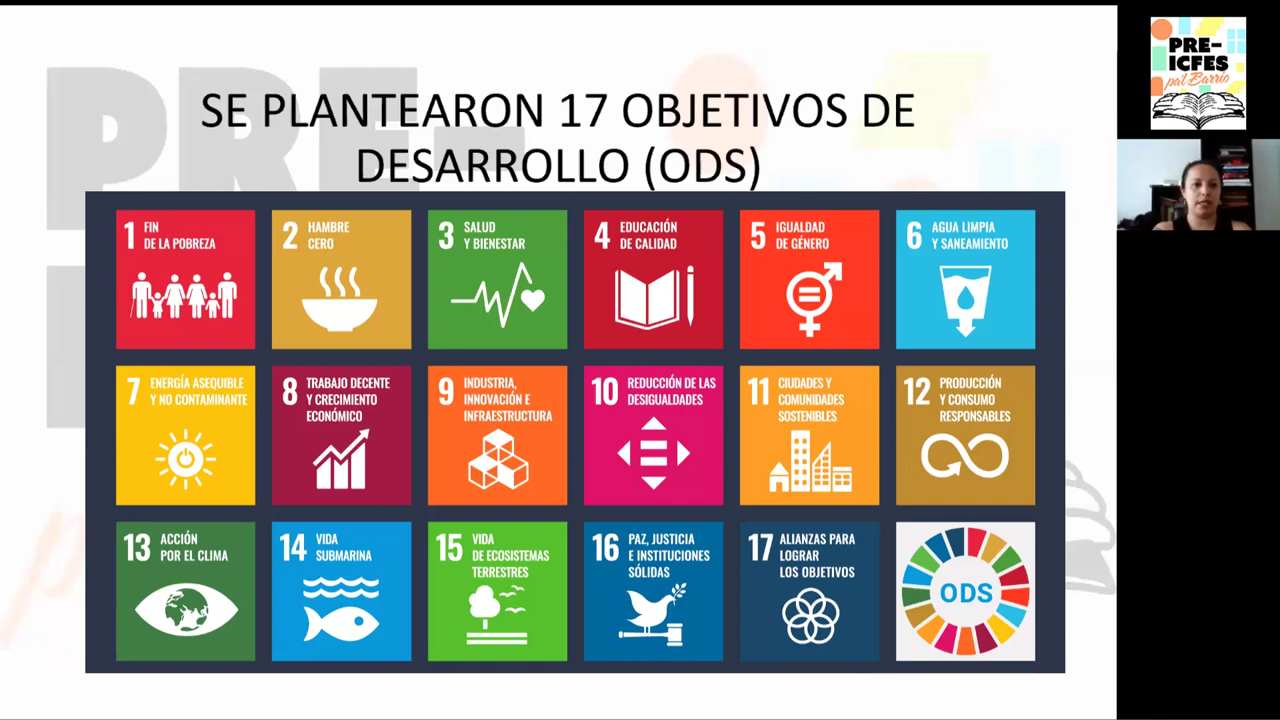 SE PLANTEARON 17 OBJETIVOS DE
DESARROLLO (ODS)
1 FIN
DE LA POBREZA
2 HAMBRE
CERO
3 SALUD
Y BIENESTAR
4 EDUCACIÓN
DE CALIDAD
5 IGUALDAD
DE GÉNERO
6 AGUA LIMPIA
Y SANEAMIENTO
7 ENERGÍA ASEQUIBLE
Y NO CONTAMINANTE
8 TRABAJO DECENTE
Y CRECIMIENTO
ECONÓMICO
9 INDUSTRIA,
INNOVACIÓN E
INFRAESTRUCTURA
10 REDUCCIÓN DE LAS
DESIGUALDADES
11 CIUDADES Y
COMUNIDADES
SOSTENIBLES
12 PRODUCCIÓN
Y CONSUMO
RESPONSABLES
13 ACCIÓN
POR EL CLIMA
14 VIDA
SUBMARINA
15 VIDA
DE ECOSISTEMAS
TERRESTRES
16 PAZ, JUSTICIA
E INSTITUCIONES
SÓLIDAS
17 ALIANZAS PARA
LOGRAR
LOS OBJETIVOS
ODS
PRE-
ICFES
pa'l Barrio
PRE-